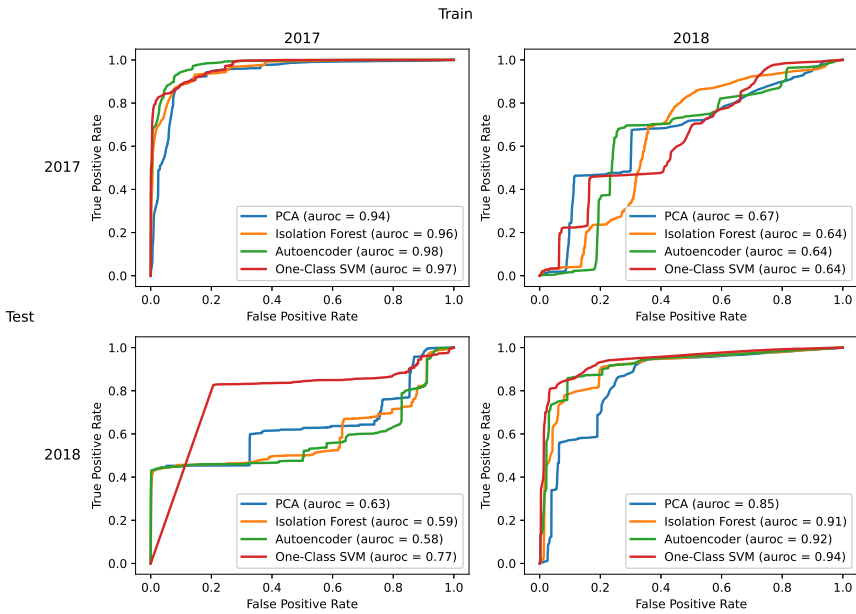 Train
2017
2018
2017
True Positive Rate
1.0
0.8
0.6
0.4
0.2
0.0
PCA (auroc = 0.94)
Isolation Forest (auroc = 0.96)
Autoencoder (auroc = 0.98)
One-Class SVM (auroc = 0.97)
0.0 0.2 0.4 0.6 0.8 1.0
False Positive Rate
True Positive Rate
1.0
0.8
0.6
0.4
0.2
0.0
PCA (auroc = 0.67)
Isolation Forest (auroc = 0.64)
Autoencoder (auroc = 0.64)
One-Class SVM (auroc = 0.64)
0.0 0.2 0.4 0.6 0.8 1.0
False Positive Rate
Test
2018
True Positive Rate
1.0
0.8
0.6
0.4
0.2
0.0
PCA (auroc = 0.63)
Isolation Forest (auroc = 0.59)
Autoencoder (auroc = 0.58)
One-Class SVM (auroc = 0.77)
0.0 0.2 0.4 0.6 0.8 1.0
False Positive Rate
True Positive Rate
1.0
0.8
0.6
0.4
0.2
0.0
PCA (auroc = 0.85)
Isolation Forest (auroc = 0.91)
Autoencoder (auroc = 0.92)
One-Class SVM (auroc = 0.94)
0.0 0.2 0.4 0.6 0.8 1.0
False Positive Rate